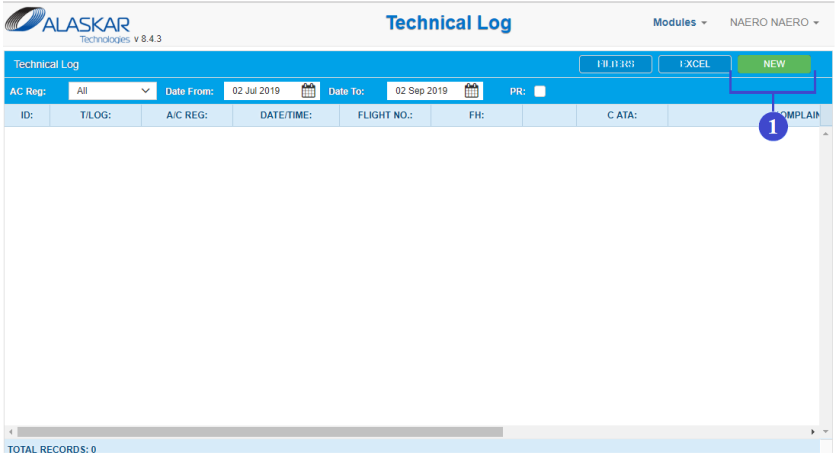 ALASKAR
Technologies v 8.4.3
Technical Log
Modules
NAERO NAERO
Technical Log
FILTERS
EXCEL
NEW
AC Reg: All Date From: 02 Jul 2019 Date To: 02 Sep 2019 PR:
ID: T/LOG: A/C REG: DATE/TIME: FLIGHT NO.: FH: C ATA: OMPLAIN
1
TOTAL RECORDS: 0